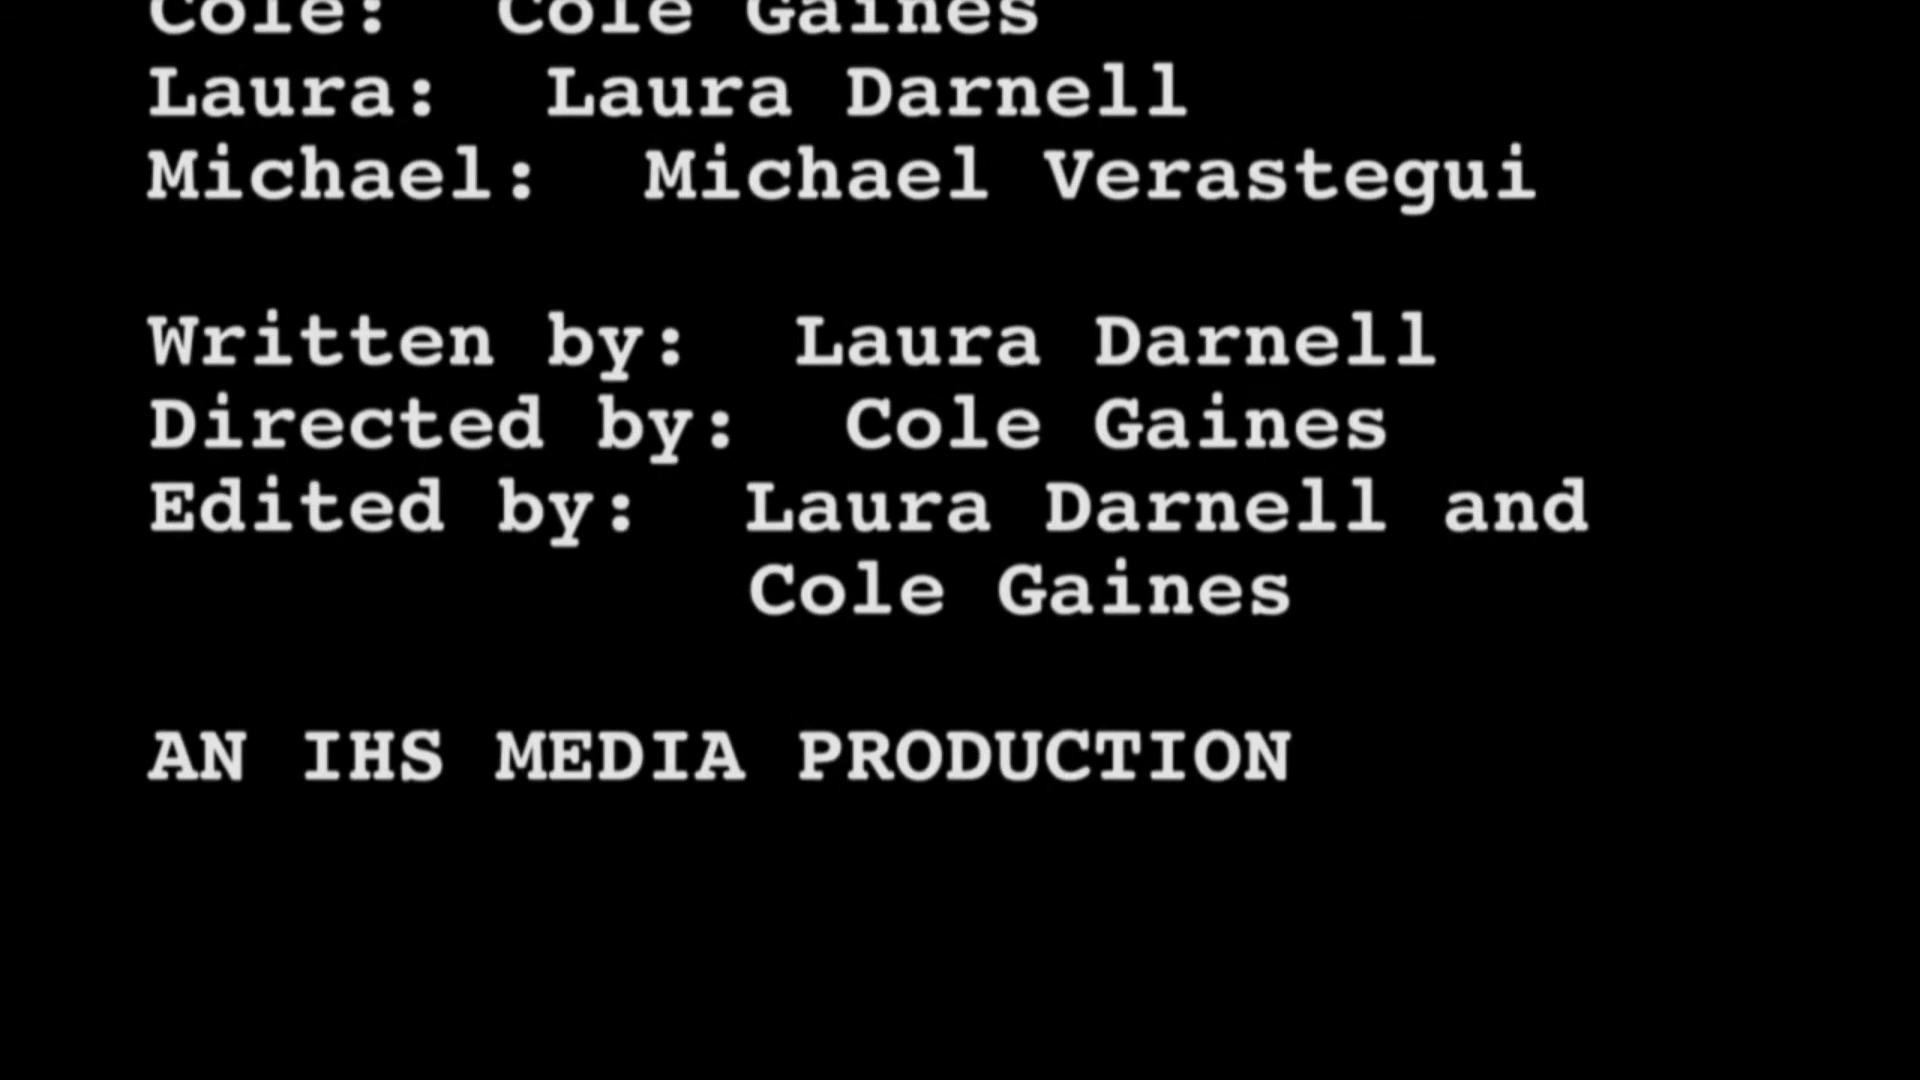 Cole:  Cole Gaines
Laura:  Laura Darnell
Michael:  Michael Verastegui
Written by:  Laura Darnell
Directed by:  Cole Gaines
Edited by:  Laura Darnell and
Cole Gaines
AN IHS MEDIA PRODUCTION